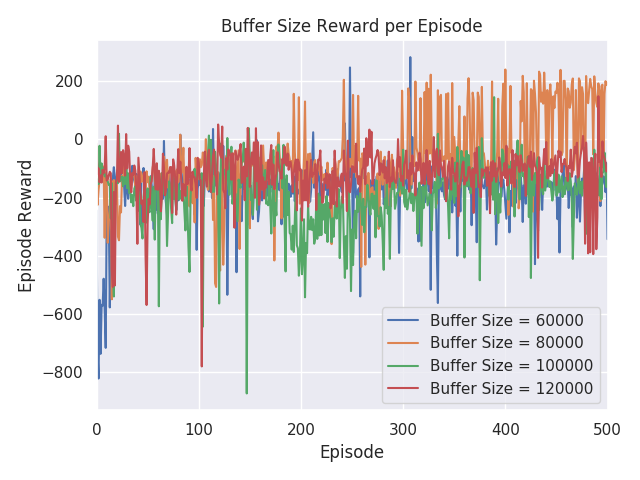 Buffer Size Reward per Episode
Episode Reward
200
0
−200
−400
−600
−800
0 100 200 300 400 500
Episode
Buffer Size = 60000
Buffer Size = 80000
Buffer Size = 100000
Buffer Size = 120000